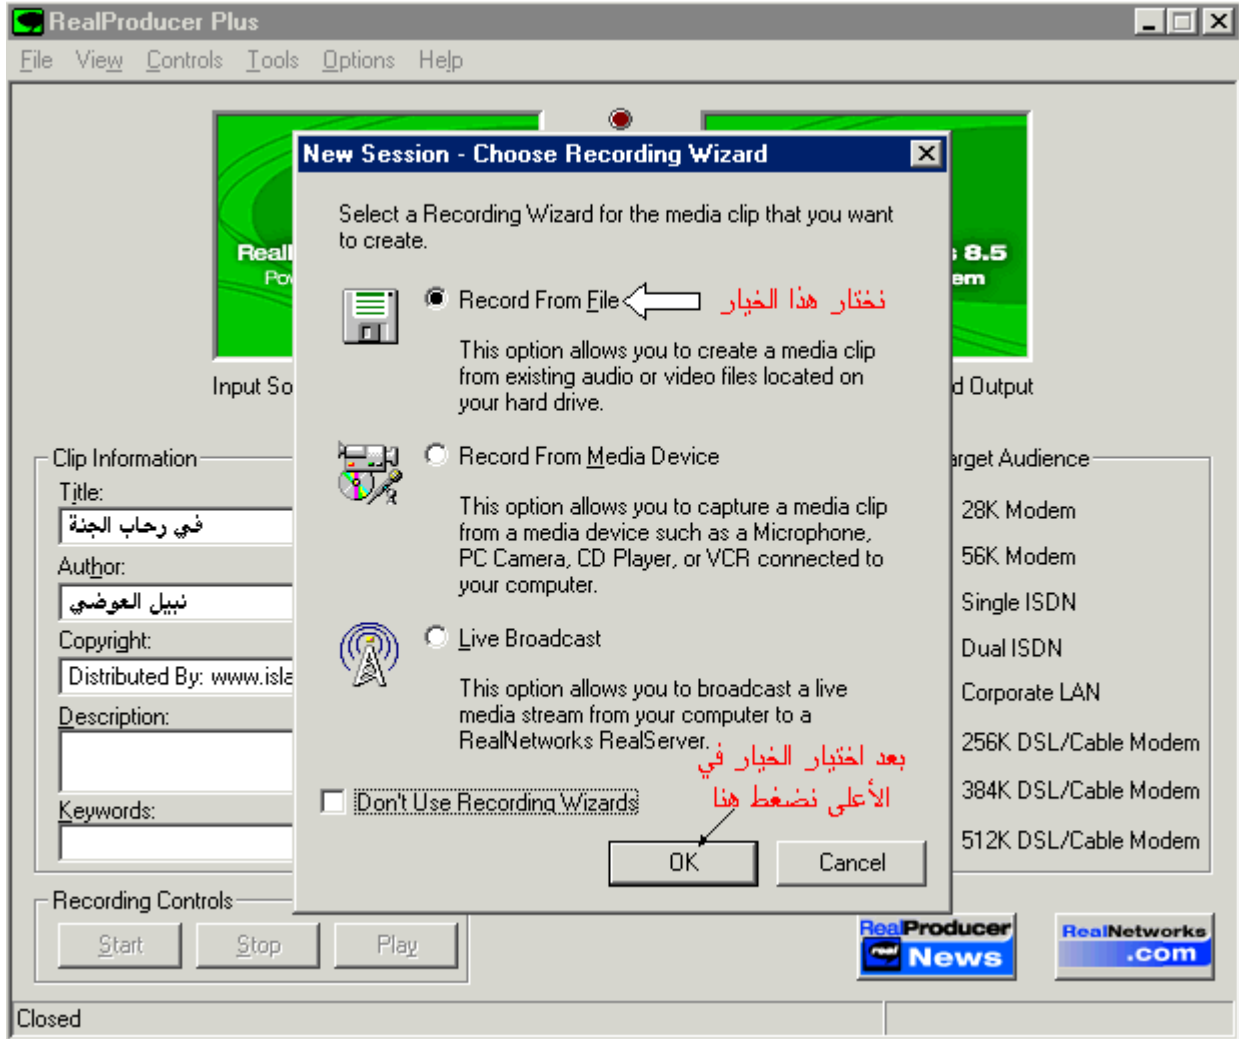 RealProducer Plus
File View Controls Tools Options Help
New Session - Choose Recording Wizard
Select a Recording Wizard for the media clip that you want
to create.
Record From File
نختار هذا الخيار
This option allows you to create a media clip
from existing audio or video files located on
your hard drive.
Record From Media Device
This option allows you to capture a media clip
from a media device such as a Microphone,
PC Camera, CD Player, or VCR connected to
your computer.
Live Broadcast
This option allows you to broadcast a live
media stream from your computer to a
RealNetworks RealServer.
بعد اختيار الخيار في
الأعلى نضغط هنا
Don't Use Recording Wizards
OK Cancel
8.5
Input So
d Output
Clip Information
Title:
في رحاب الجنة
Author:
نبيل العوضي
Copyright:
Distributed By: www.isla
Description:
Keywords:
arget Audience
28K Modem
56K Modem
Single ISDN
Dual ISDN
Corporate LAN
256K DSL/Cable Modem
384K DSL/Cable Modem
512K DSL/Cable Modem
Recording Controls
Start Stop Play
RealProducer
real News
RealNetworks
.com
Closed